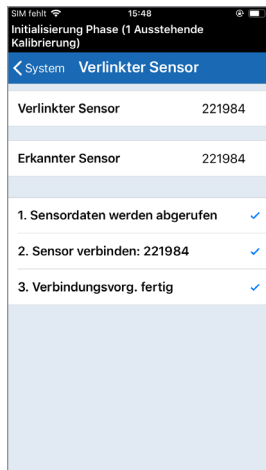 SIM fehlt 15:48
Initialisierung Phase (1 Ausstehende
Kalibrierung)
System Verlinkter Sensor
Verlinkter Sensor 221984
Erkannter Sensor 221984
1. Sensordaten werden abgerufen
2. Sensor verbinden: 221984
3. Verbindungsvorg. fertig